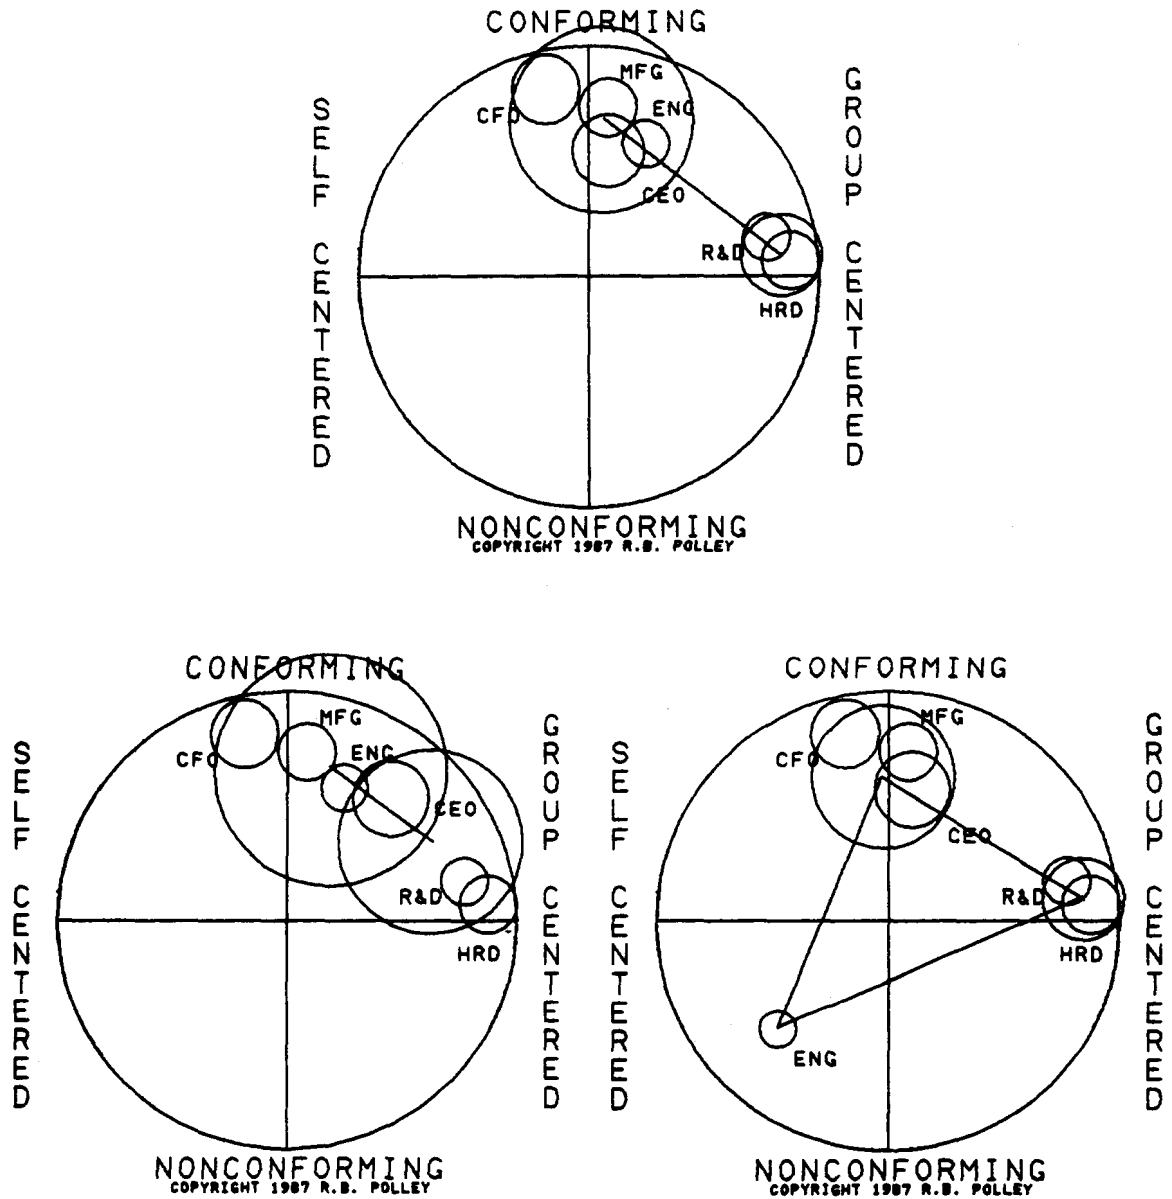 CONFORMING
MFG
CFO
ENG
CEO
R&D
HRD
SELF CENTERED
GROUP CENTERED
NONCONFORMING
COPYRIGHT 1987 R.B. POLLEY
CONFORMING
MFG
CFO
ENG
CEO
R&D
HRD
SELF CENTERED
GROUP CENTERED
NONCONFORMING
COPYRIGHT 1987 R.B. POLLEY
CONFORMING
MFG
CFO
CEO
R&D
HRD
ENG
SELF CENTERED
GROUP CENTERED
NONCONFORMING
COPYRIGHT 1987 R.B. POLLEY